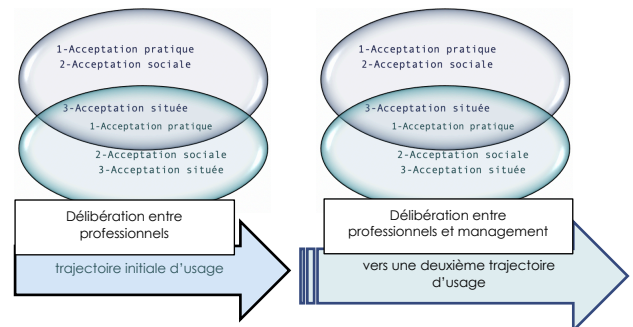 1-Acceptation pratique
2-Acceptation sociale
3-Acceptation située
1-Acceptation pratique
2-Acceptation sociale
3-Acceptation située
Délibération entre
professionnels
trajectoire initiale d'usage
1-Acceptation pratique
2-Acceptation sociale
3-Acceptation située
1-Acceptation pratique
2-Acceptation sociale
3-Acceptation située
Délibération entre
professionnels et management
vers une deuxième trajectoire
d'usage